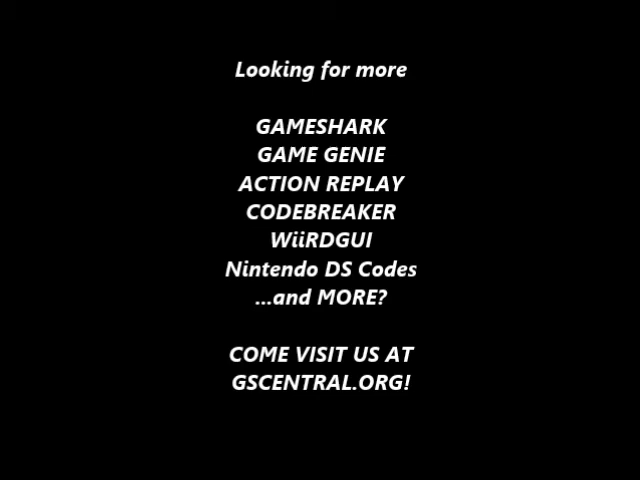 Looking for more
GAMESHARK
GAME GENIE
ACTION REPLAY
CODEBREAKER
WiiRDGUI
Nintendo DS Codes
...and MORE?
COME VISIT US AT
GSCENTRAL.ORG!